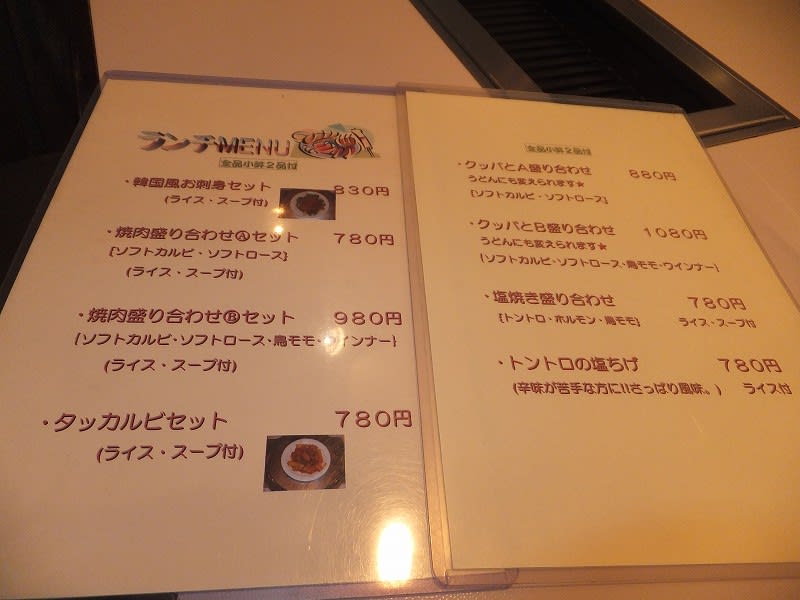 ランチMENU
全品小鉢2品付
・韓国風お刺身セット 830円
(ライス・スープ付)
・焼肉盛り合わせⒶセット 780円
[ソフトカルビ・ソフトロース]
(ライス・スープ付)
・焼肉盛り合わせⒷセット 980円
[ソフトカルビ・ソフトロース・鳥モモ・ウインナー]
(ライス・スープ付)
・タッカルビセット 780円
(ライス・スープ付)
全品小鉢2品付
・クッパとA盛り合わせ 880円
うどんにも変えられます★
[ソフトカルビ・ソフトロース]
・クッパとB盛り合わせ 1080円
うどんにも変えられます★
[ソフトカルビ・ソフトロース・鳥モモ・ウインナー]
・塩焼き盛り合わせ 780円
[トントロ・ホルモン・鳥モモ] ライス・スープ付
・トントロの塩ちげ 780円
(辛味が苦手な方に!!さっぱり風味。) ライス付